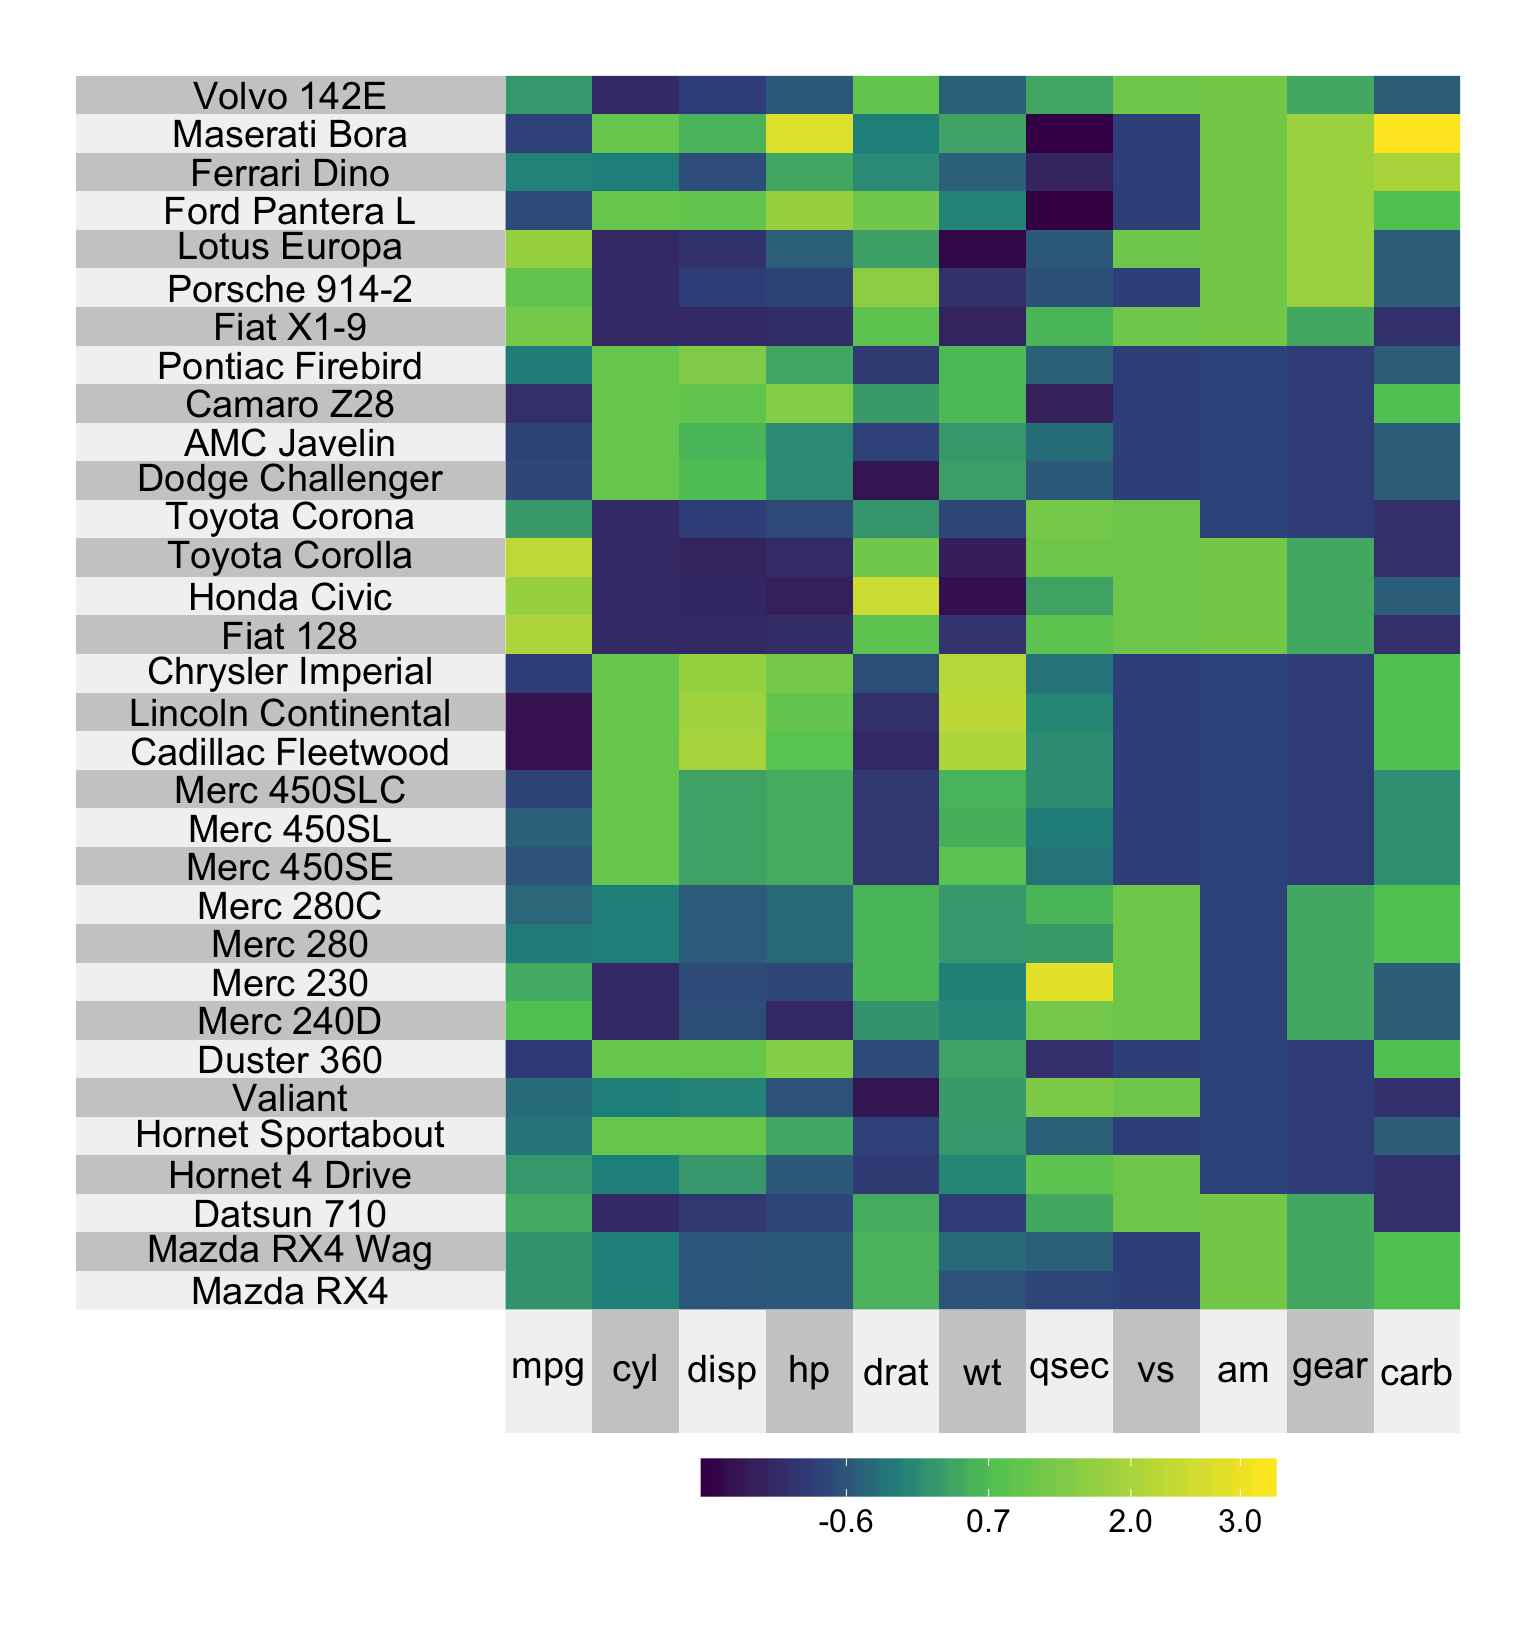 Volvo 142E
Maserati Bora
Ferrari Dino
Ford Pantera L
Lotus Europa
Porsche 914-2
Fiat X1-9
Pontiac Firebird
Camaro Z28
AMC Javelin
Dodge Challenger
Toyota Corona
Toyota Corolla
Honda Civic
Fiat 128
Chrysler Imperial
Lincoln Continental
Cadillac Fleetwood
Merc 450SLC
Merc 450SL
Merc 450SE
Merc 280C
Merc 280
Merc 230
Merc 240D
Duster 360
Valiant
Hornet Sportabout
Hornet 4 Drive
Datsun 710
Mazda RX4 Wag
Mazda RX4
mpg cyl disp hp drat wt qsec vs am gear carb
-0.6 0.7 2.0 3.0